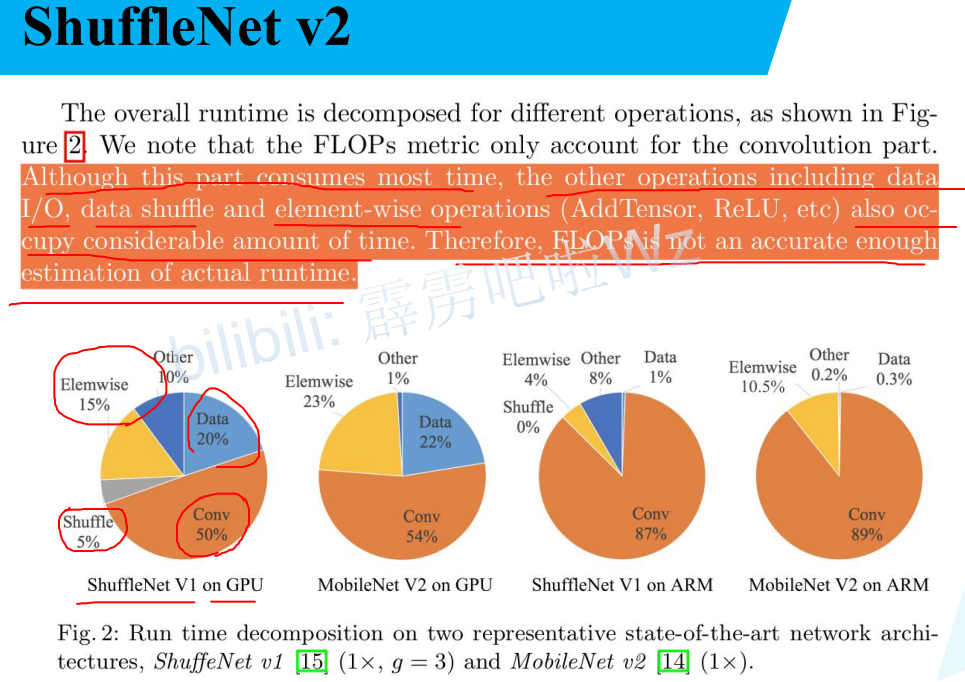 ShuffleNet v2
The overall runtime is decomposed for different operations, as shown in Fig-
ure 2. We note that the FLOPs metric only account for the convolution part.
Although this part consumes most time, the other operations including data
I/O, data shuffle and element-wise operations (AddTensor, ReLU, etc) also oc-
cupy considerable amount of time. Therefore, FLOPs is not an accurate enough
estimation of actual runtime.
bilibili: 霹雳吧啦Wz
Other
10%
Elemwise
15%
Data
20%
Conv
50%
Shuffle
5%
ShuffleNet V1 on GPU
Other
1%
Elemwise
23%
Data
22%
Conv
54%
MobileNet V2 on GPU
Elemwise
4%
Other
8%
Data
1%
Shuffle
0%
Conv
87%
ShuffleNet V1 on ARM
Elemwise
10.5%
Other
0.2%
Data
0.3%
Conv
89%
MobileNet V2 on ARM
Fig. 2: Run time decomposition on two representative state-of-the-art network archi-
tectures, ShuffeNet v1 [15] (1×, g = 3) and MobileNet v2 [14] (1×).